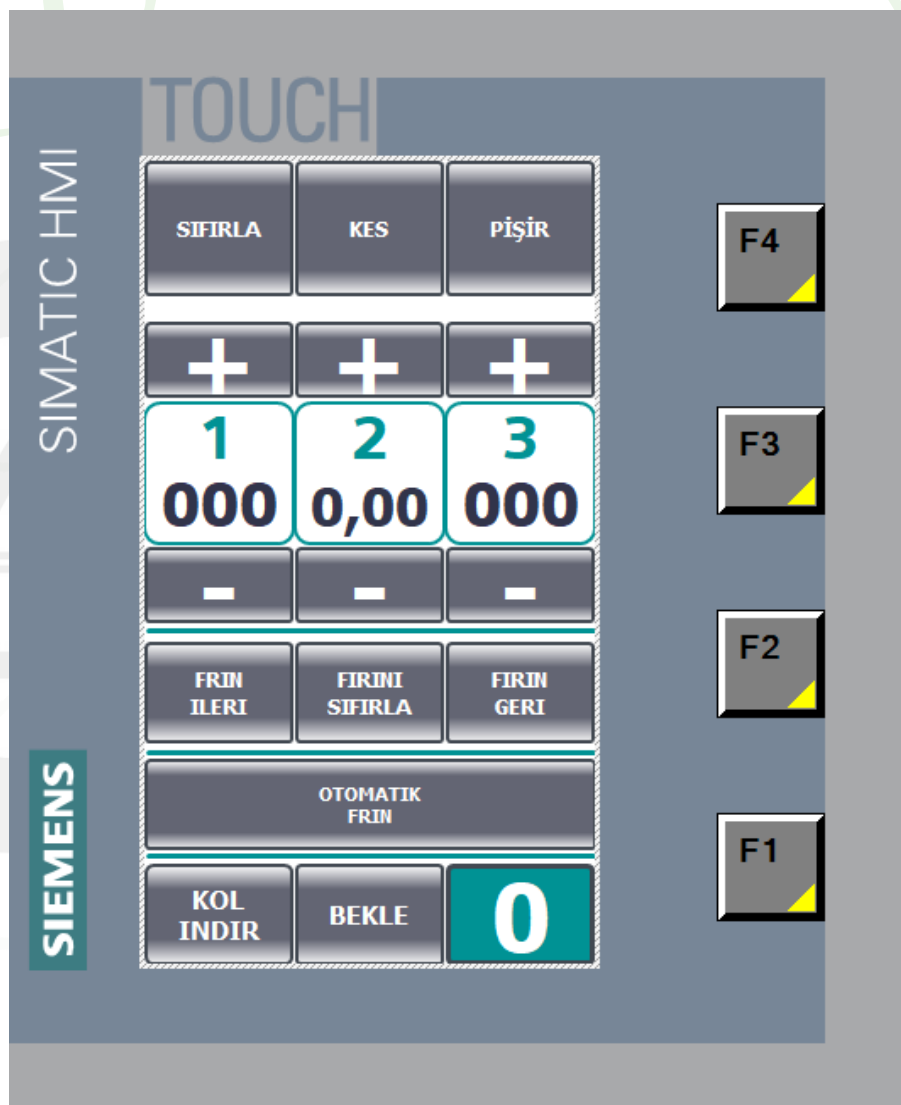 TOUCH
SIMATIC HMI
SIFIRLA KES PİŞİR
F4
+ + +
1 2 3
000 0,00 000
F3
- - -
FRIN FIRINI FIRIN
ILERI SIFIRLA GERI
F2
OTOMATIK
FRIN
SIEMENS
F1
KOL
INDIR BEKLE 0